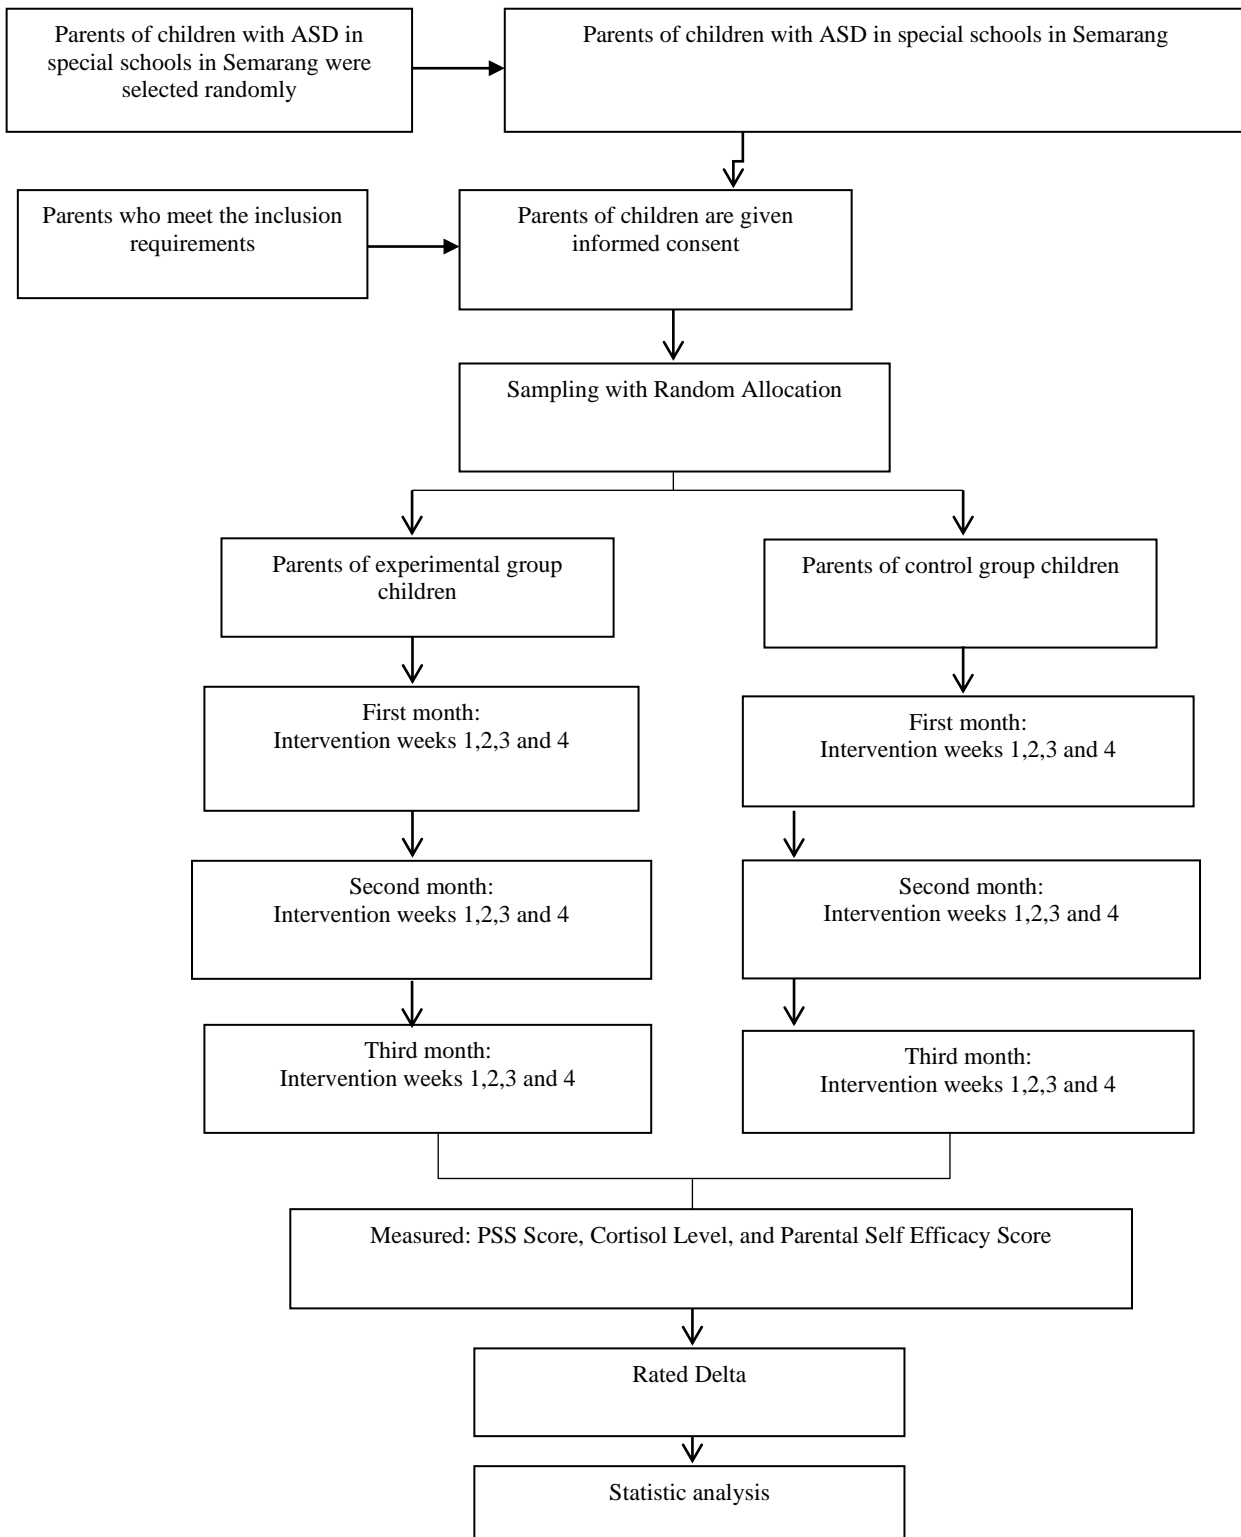 Parents of children with ASD in
special schools in Semarang were
selected randomly
Parents of children with ASD in special schools in Semarang
Parents who meet the inclusion
requirements
Parents of children are given
informed consent
Sampling with Random Allocation
Parents of experimental group
children
Parents of control group children
First month:
Intervention weeks 1,2,3 and 4
First month:
Intervention weeks 1,2,3 and 4
Second month:
Intervention weeks 1,2,3 and 4
Second month:
Intervention weeks 1,2,3 and 4
Third month:
Intervention weeks 1,2,3 and 4
Third month:
Intervention weeks 1,2,3 and 4
Measured: PSS Score, Cortisol Level, and Parental Self Efficacy Score
Rated Delta
Statistic analysis